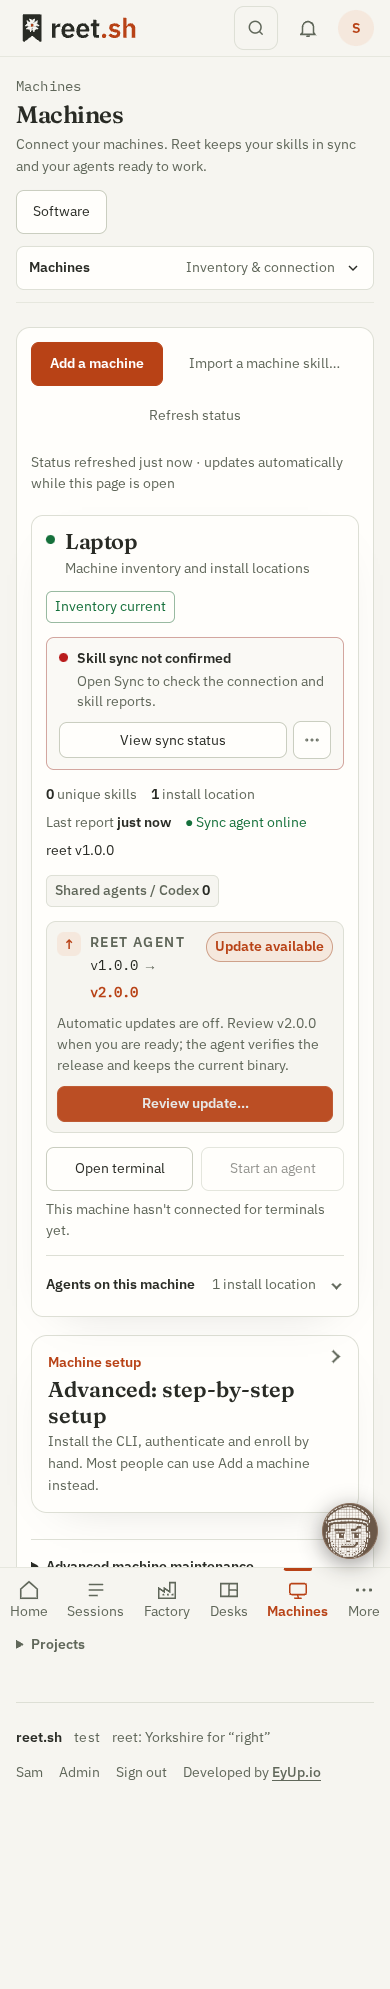 reet.sh
S
Machines
Machines
Connect your machines. Reet keeps your skills in sync
and your agents ready to work.
Software
Machines Inventory & connection
Add a machine Import a machine skill...
Refresh status
Status refreshed just now · updates automatically
while this page is open
Laptop
Machine inventory and install locations
Inventory current
Skill sync not confirmed
Open Sync to check the connection and
skill reports.
View sync status ...
0 unique skills 1 install location
Last report just now ● Sync agent online
reet v1.0.0
Shared agents / Codex 0
↑ REET AGENT Update available
v1.0.0 →
v2.0.0
Automatic updates are off. Review v2.0.0
when you are ready; the agent verifies the
release and keeps the current binary.
Review update...
Open terminal Start an agent
This machine hasn't connected for terminals
yet.
Agents on this machine 1 install location
Machine setup
Advanced: step-by-step
setup
Install the CLI, authenticate and enroll by
hand. Most people can use Add a machine
instead.
Advanced machine maintenance
Home Sessions Factory Desks Machines More
Projects
reet.sh test reet: Yorkshire for “right”
Sam Admin Sign out Developed by EyUp.io